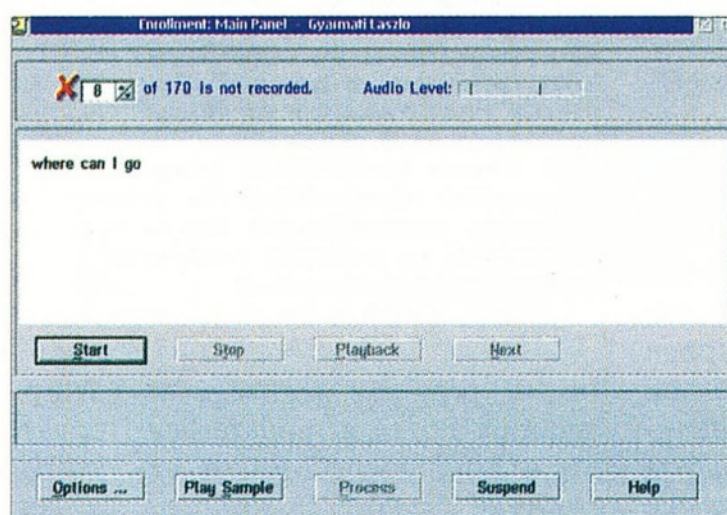 Enrollment: Main Panel - Gyarmati Laszlo
8 of 170 is not recorded. Audio Level:
where can I go
Start Stop Playback Next
Options ... Play Sample Process Suspend Help